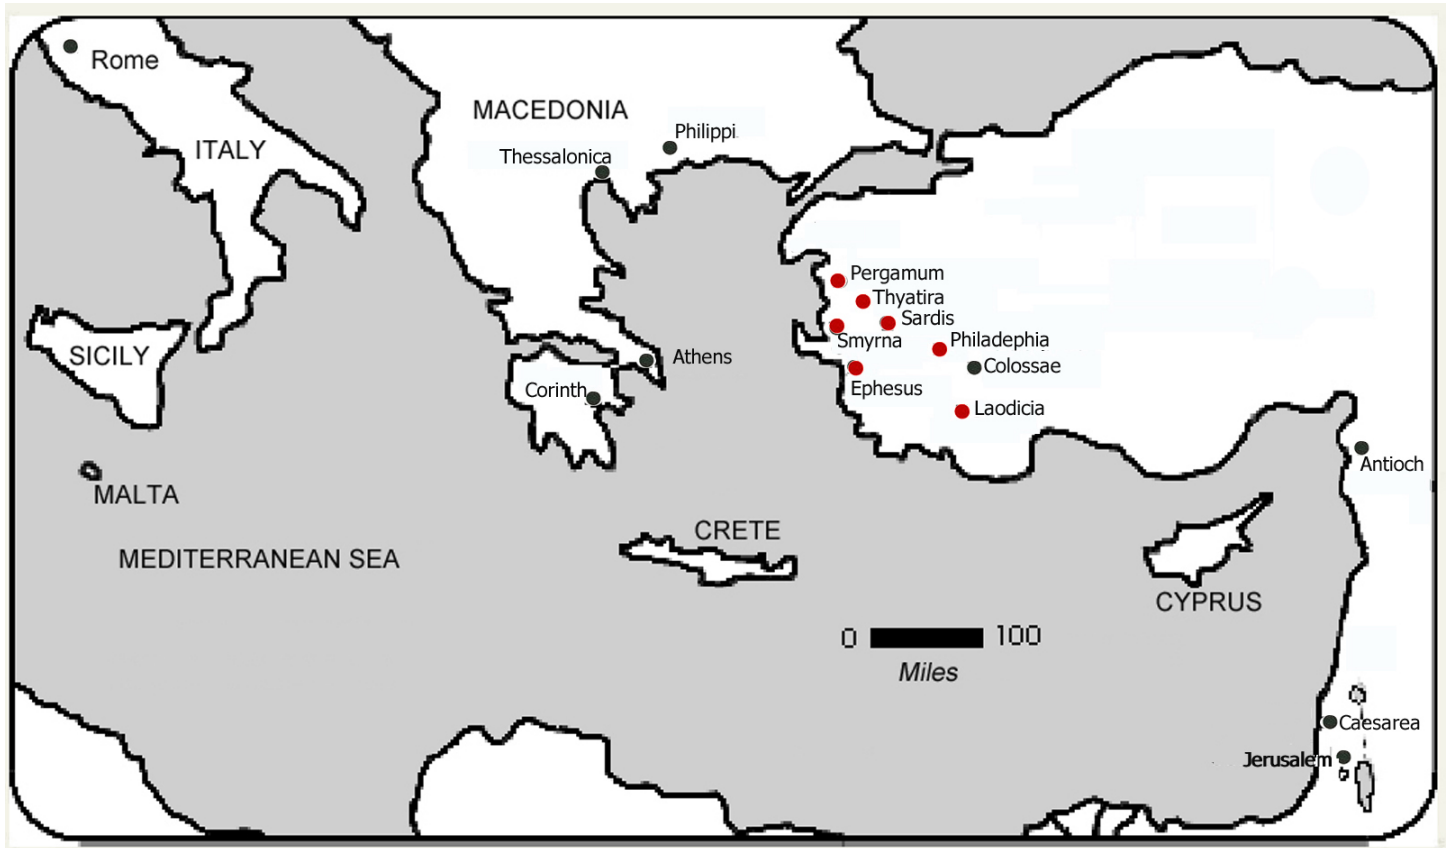 Rome
MACEDONIA
Philippi
ITALY
Thessalonica
Pergamum
Thyatira
Sardis
Smyrna
Philadephia
SICILY
Athens
Colossae
Corinth
Ephesus
Laodicia
Antioch
MALTA
CRETE
MEDITERRANEAN SEA
CYPRUS
0 100
Miles
Caesarea
Jerusalem